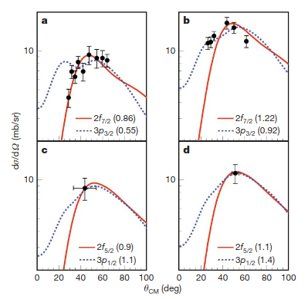 a
b
10
10
2f7/2 (0.86)
3p3/2 (0.55)
2f7/2 (1.22)
3p3/2 (0.92)
dσ/dΩ (mb/sr)
c
d
10
10
2f5/2 (0.9)
3p1/2 (1.1)
2f5/2 (1.1)
3p1/2 (1.4)
0 20 40 60 80 100
0 20 40 60 80 100
θCM (deg)
θCM (deg)